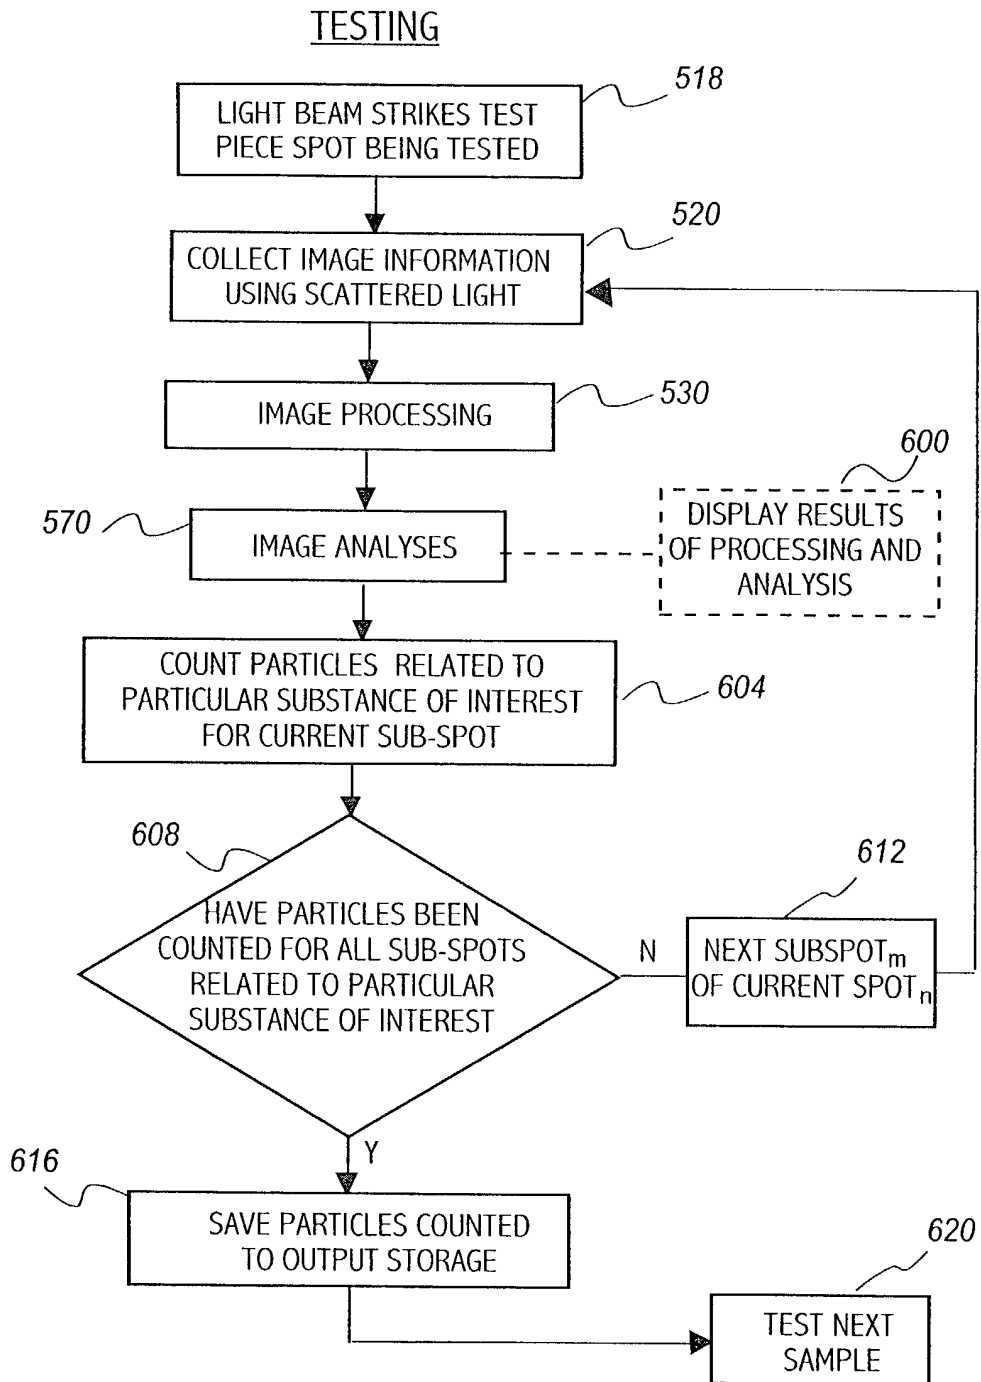 TESTING
518
LIGHT BEAM STRIKES TEST
PIECE SPOT BEING TESTED
520
COLLECT IMAGE INFORMATION
USING SCATTERED LIGHT
530
IMAGE PROCESSING
600
570
IMAGE ANALYSES
DISPLAY RESULTS
OF PROCESSING AND
ANALYSIS
COUNT PARTICLES RELATED TO
PARTICULAR SUBSTANCE OF INTEREST
FOR CURRENT SUB-SPOT
604
608
HAVE PARTICLES BEEN
COUNTED FOR ALL SUB-SPOTS
RELATED TO PARTICULAR
SUBSTANCE OF INTEREST
N
612
NEXT SUBSPOTm
OF CURRENT SPOTn
Y
616
SAVE PARTICLES COUNTED
TO OUTPUT STORAGE
620
TEST NEXT
SAMPLE